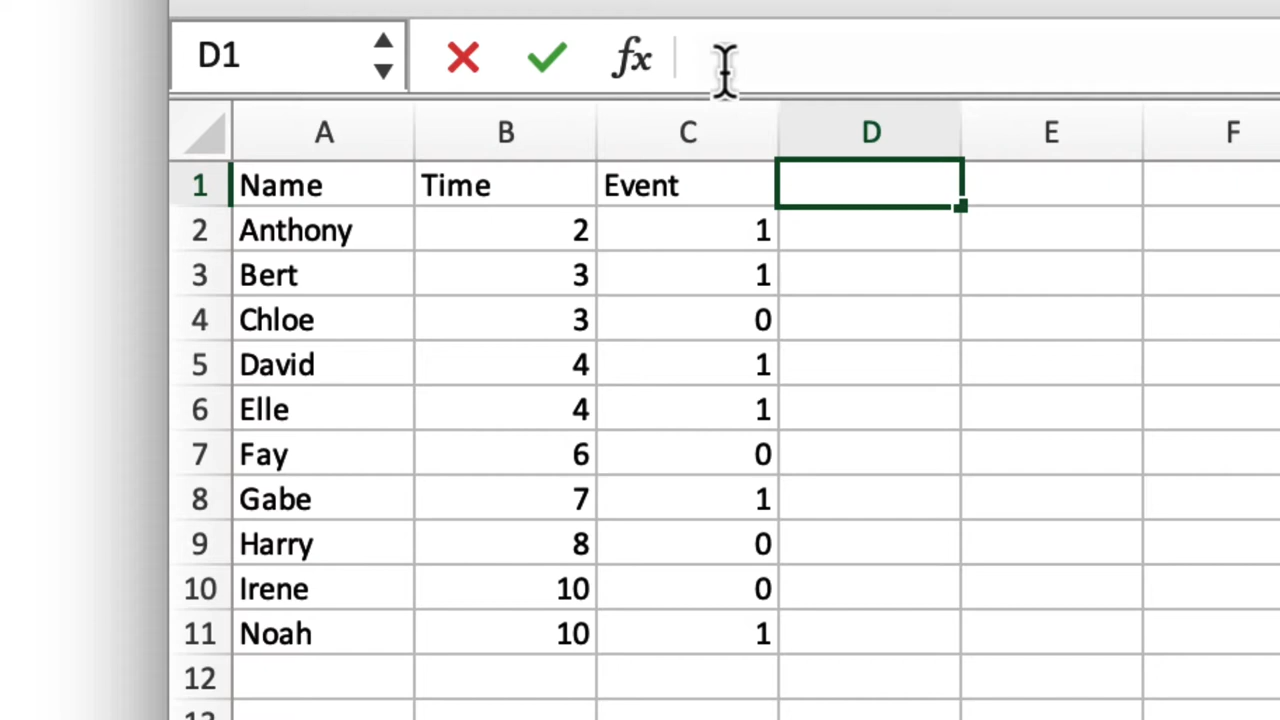 D1 fx
A B C D E F
1 Name Time Event
2 Anthony 2 1
3 Bert 3 1
4 Chloe 3 0
5 David 4 1
6 Elle 4 1
7 Fay 6 0
8 Gabe 7 1
9 Harry 8 0
10 Irene 10 0
11 Noah 10 1
12